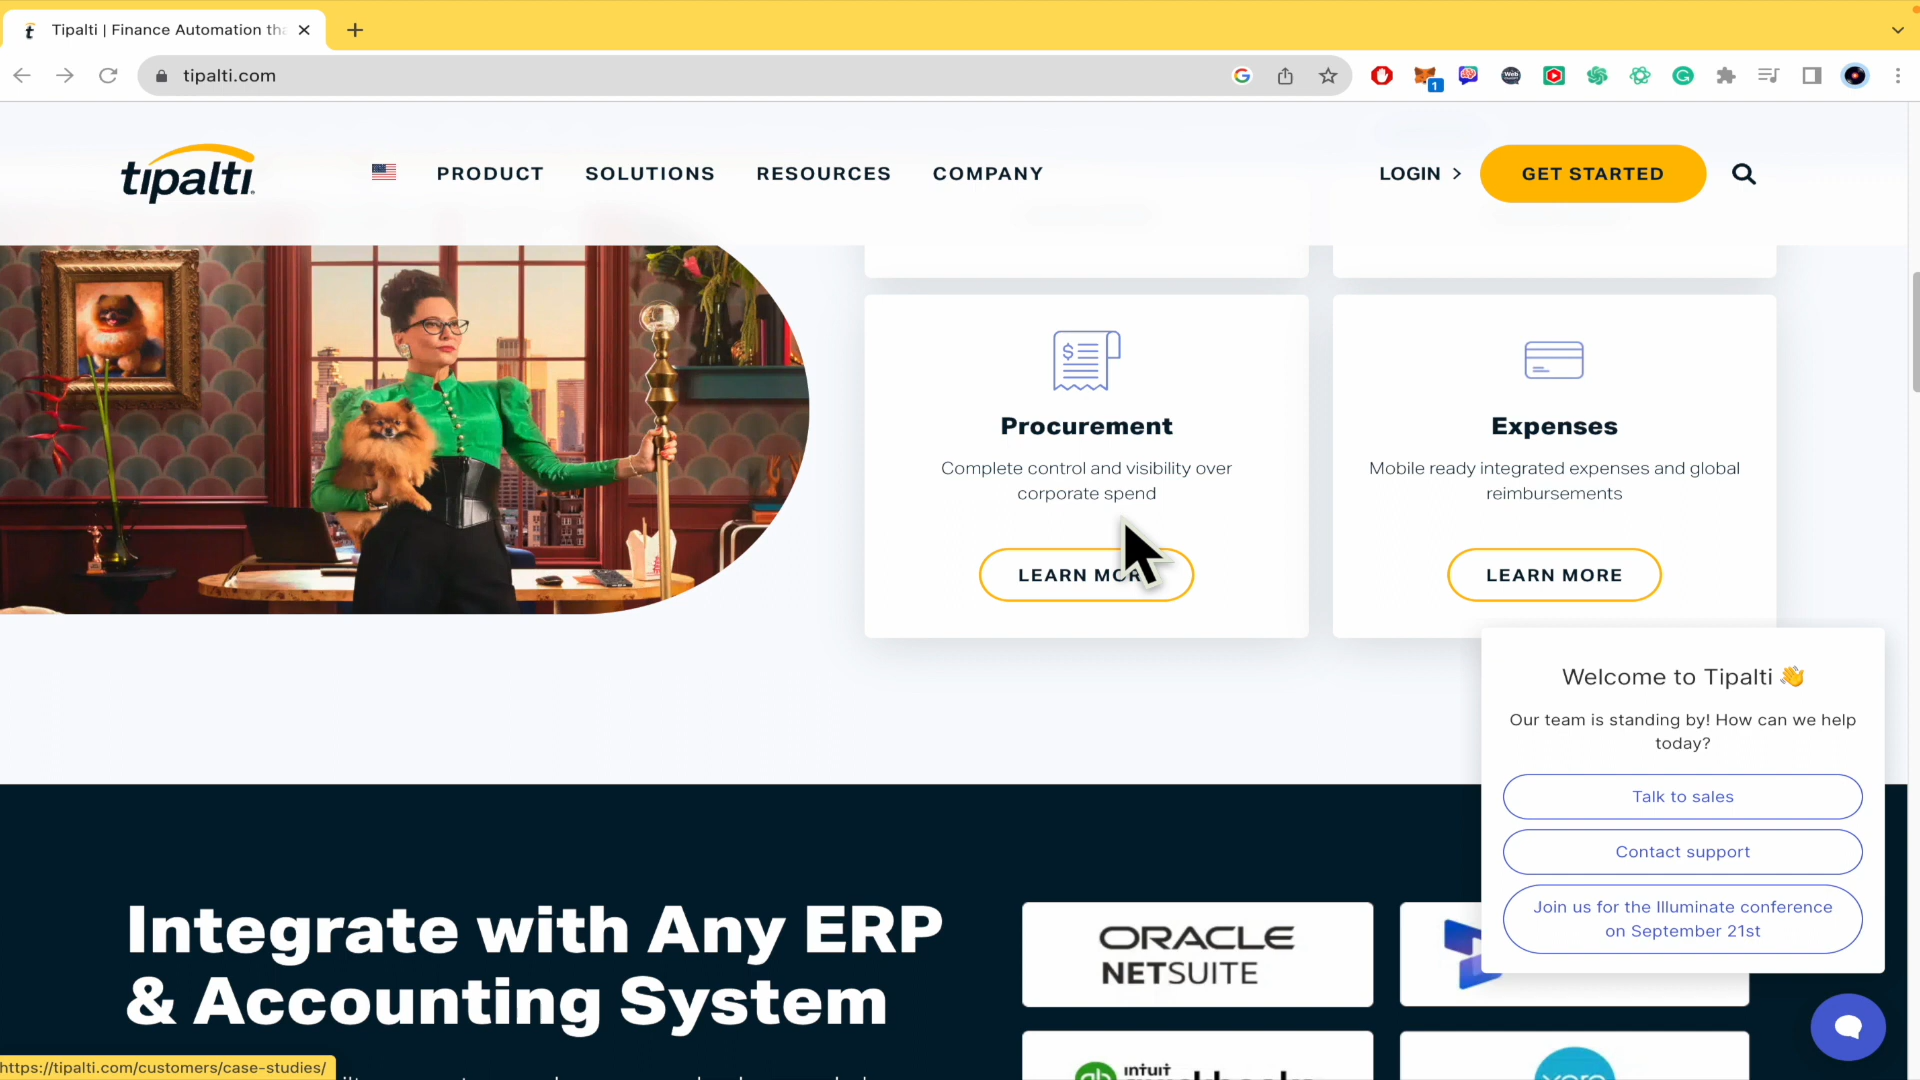 Tipalti | Finance Automation tha
tipalti.com
1
tipalti
PRODUCT
SOLUTIONS
RESOURCES
COMPANY
LOGIN >
GET STARTED
Procurement
Complete control and visibility over
corporate spend
LEARN MORE
Expenses
Mobile ready integrated expenses and global
reimbursements
LEARN MORE
Welcome to Tipalti 👋
Our team is standing by! How can we help
today?
Talk to sales
Contact support
Join us for the Illuminate conference
on September 21st
Integrate with Any ERP
& Accounting System
ORACLE
NETSUITE
intuit
https://tipalti.com/customers/case-studies/